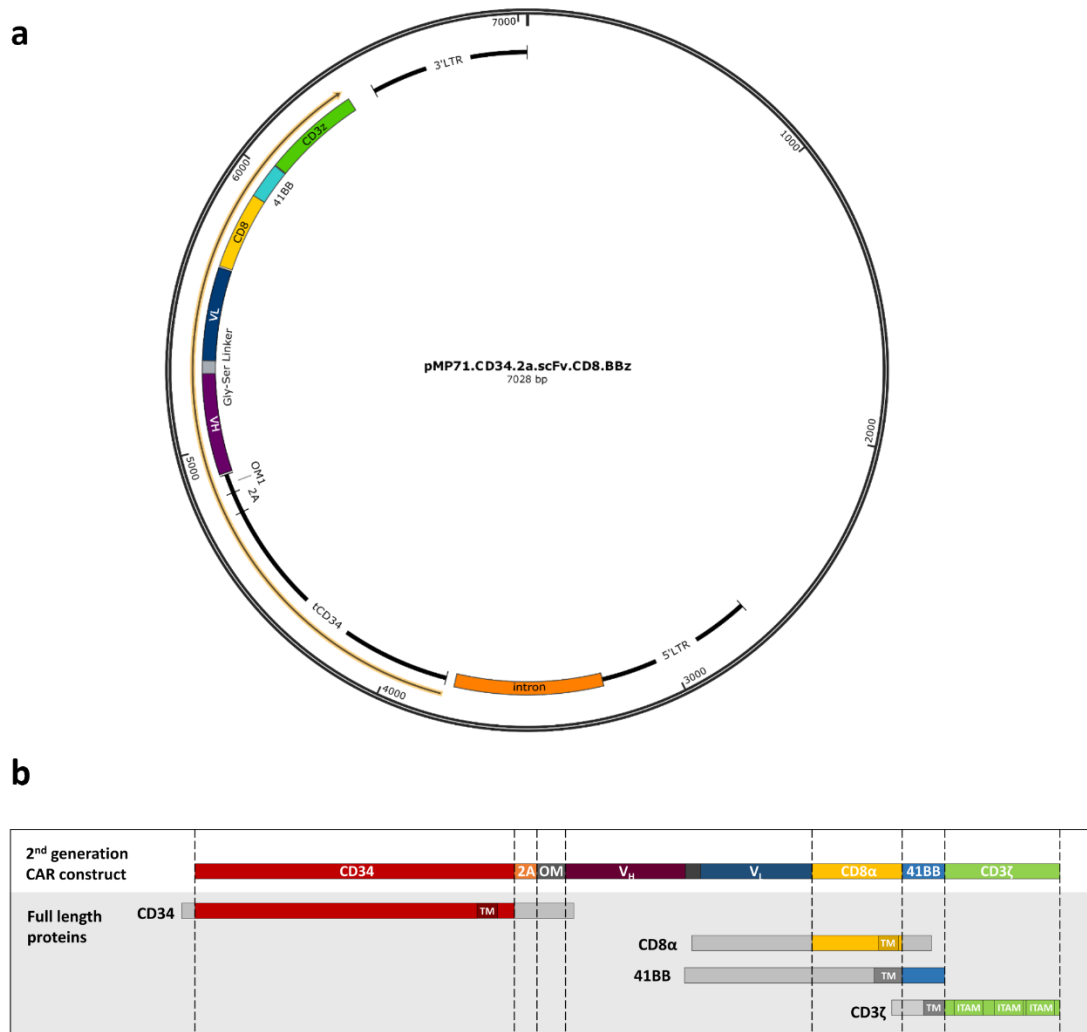 a
7000
3'LTR
1000
CD3z
6000
41BB
CD8
VL
Gly-Ser Linker
pMP71.CD34.2a.scFv.CD8.BBz
7028 bp
VH
2000
5000
OM1
2A
tCD34
5'LTR
intron
3000
4000
b
2nd generation
CAR construct
CD34 2A OM VH VL CD8α 41BB CD3ζ
Full length
proteins
CD34 TM
CD8α TM
41BB TM
CD3ζ TM ITAM ITAM ITAM